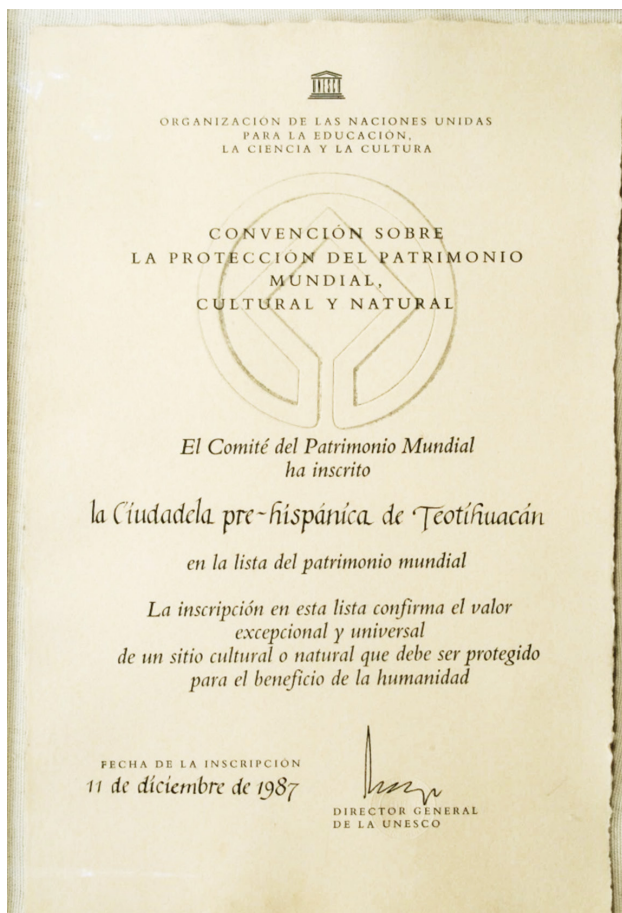 ORGANIZACIÓN DE LAS NACIONES UNIDAS
PARA LA EDUCACIÓN,
LA CIENCIA Y LA CULTURA
CONVENCIÓN SOBRE
LA PROTECCIÓN DEL PATRIMONIO
MUNDIAL,
CULTURAL Y NATURAL
El Comité del Patrimonio Mundial
ha inscrito
la Ciudadela pre-hispánica de Teotihuacán
en la lista del patrimonio mundial
La inscripción en esta lista confirma el valor
excepcional y universal
de un sitio cultural o natural que debe ser protegido
para el beneficio de la humanidad
FECHA DE LA INSCRIPCIÓN
11 de diciembre de 1987
DIRECTOR GENERAL
DE LA UNESCO